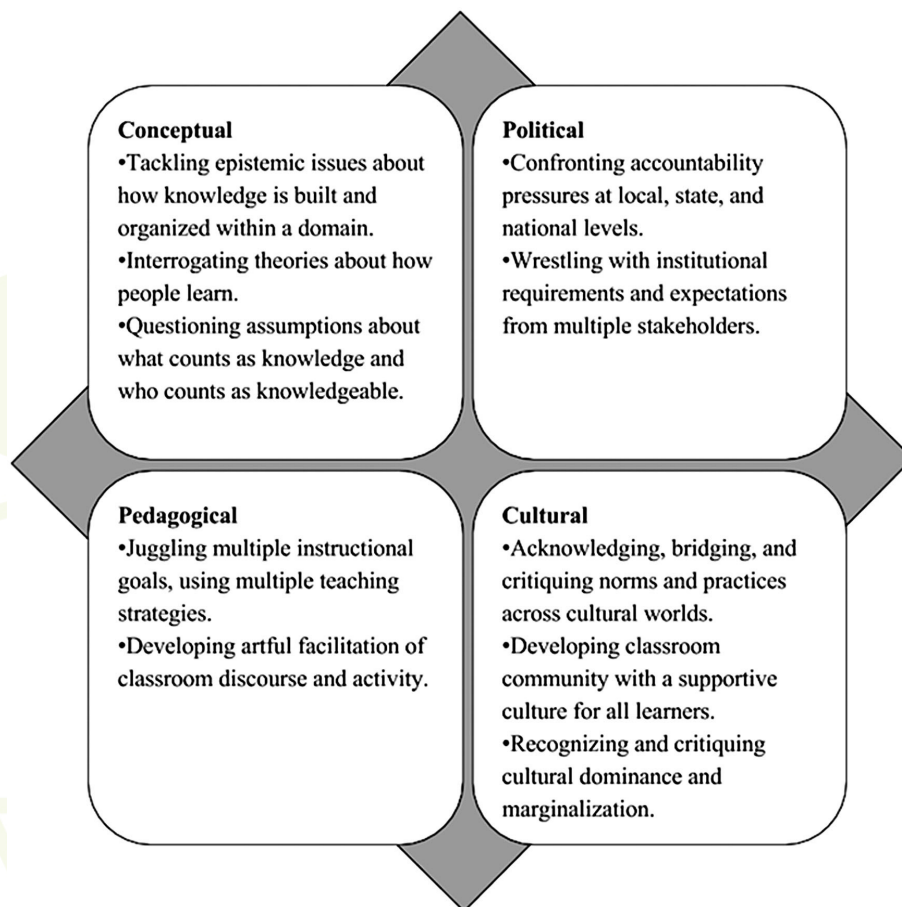 Conceptual
•Tackling epistemic issues about
how knowledge is built and
organized within a domain.
•Interrogating theories about how
people learn.
•Questioning assumptions about
what counts as knowledge and
who counts as knowledgeable.
Political
•Confronting accountability
pressures at local, state, and
national levels.
•Wrestling with institutional
requirements and expectations
from multiple stakeholders.
Pedagogical
•Juggling multiple instructional
goals, using multiple teaching
strategies.
•Developing artful facilitation of
classroom discourse and activity.
Cultural
•Acknowledging, bridging, and
critiquing norms and practices
across cultural worlds.
•Developing classroom
community with a supportive
culture for all learners.
•Recognizing and critiquing
cultural dominance and
marginalization.